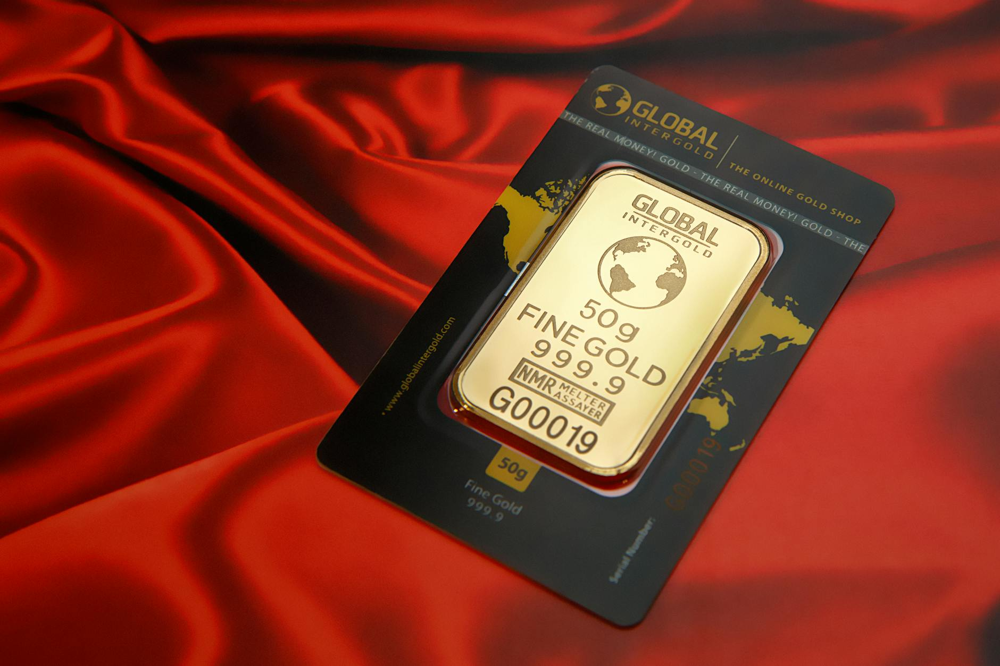 GLOBAL
INTERGOLD
THE ONLINE GOLD SHOP
THE REAL MONEY! GOLD - THE REAL MONEY! GOLD - THE
GLOBAL
INTERGOLD
50g
FINE GOLD
999.9
NMR MELTER
ASSAYER
G00019
* www.globalintergold.com
50g
Fine Gold
999.9
Serial Number:
G00019